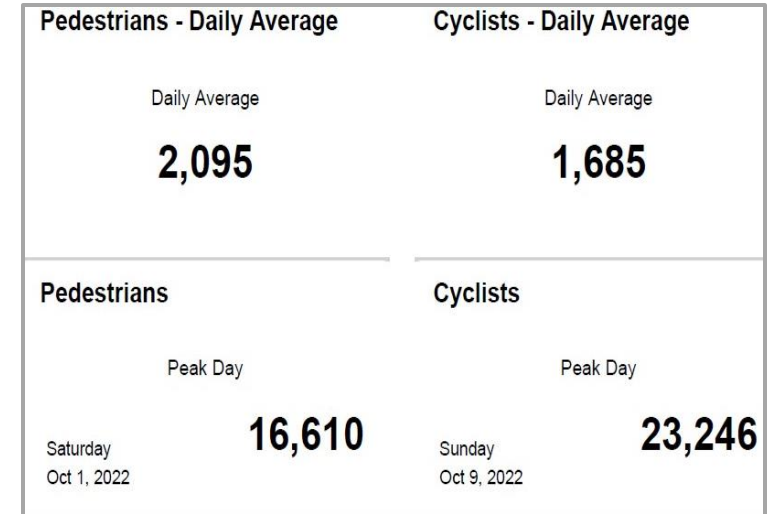 Pedestrians - Daily Average
Daily Average
2,095
Cyclists - Daily Average
Daily Average
1,685
Pedestrians
Peak Day
16,610
Saturday
Oct 1, 2022
Cyclists
Peak Day
23,246
Sunday
Oct 9, 2022